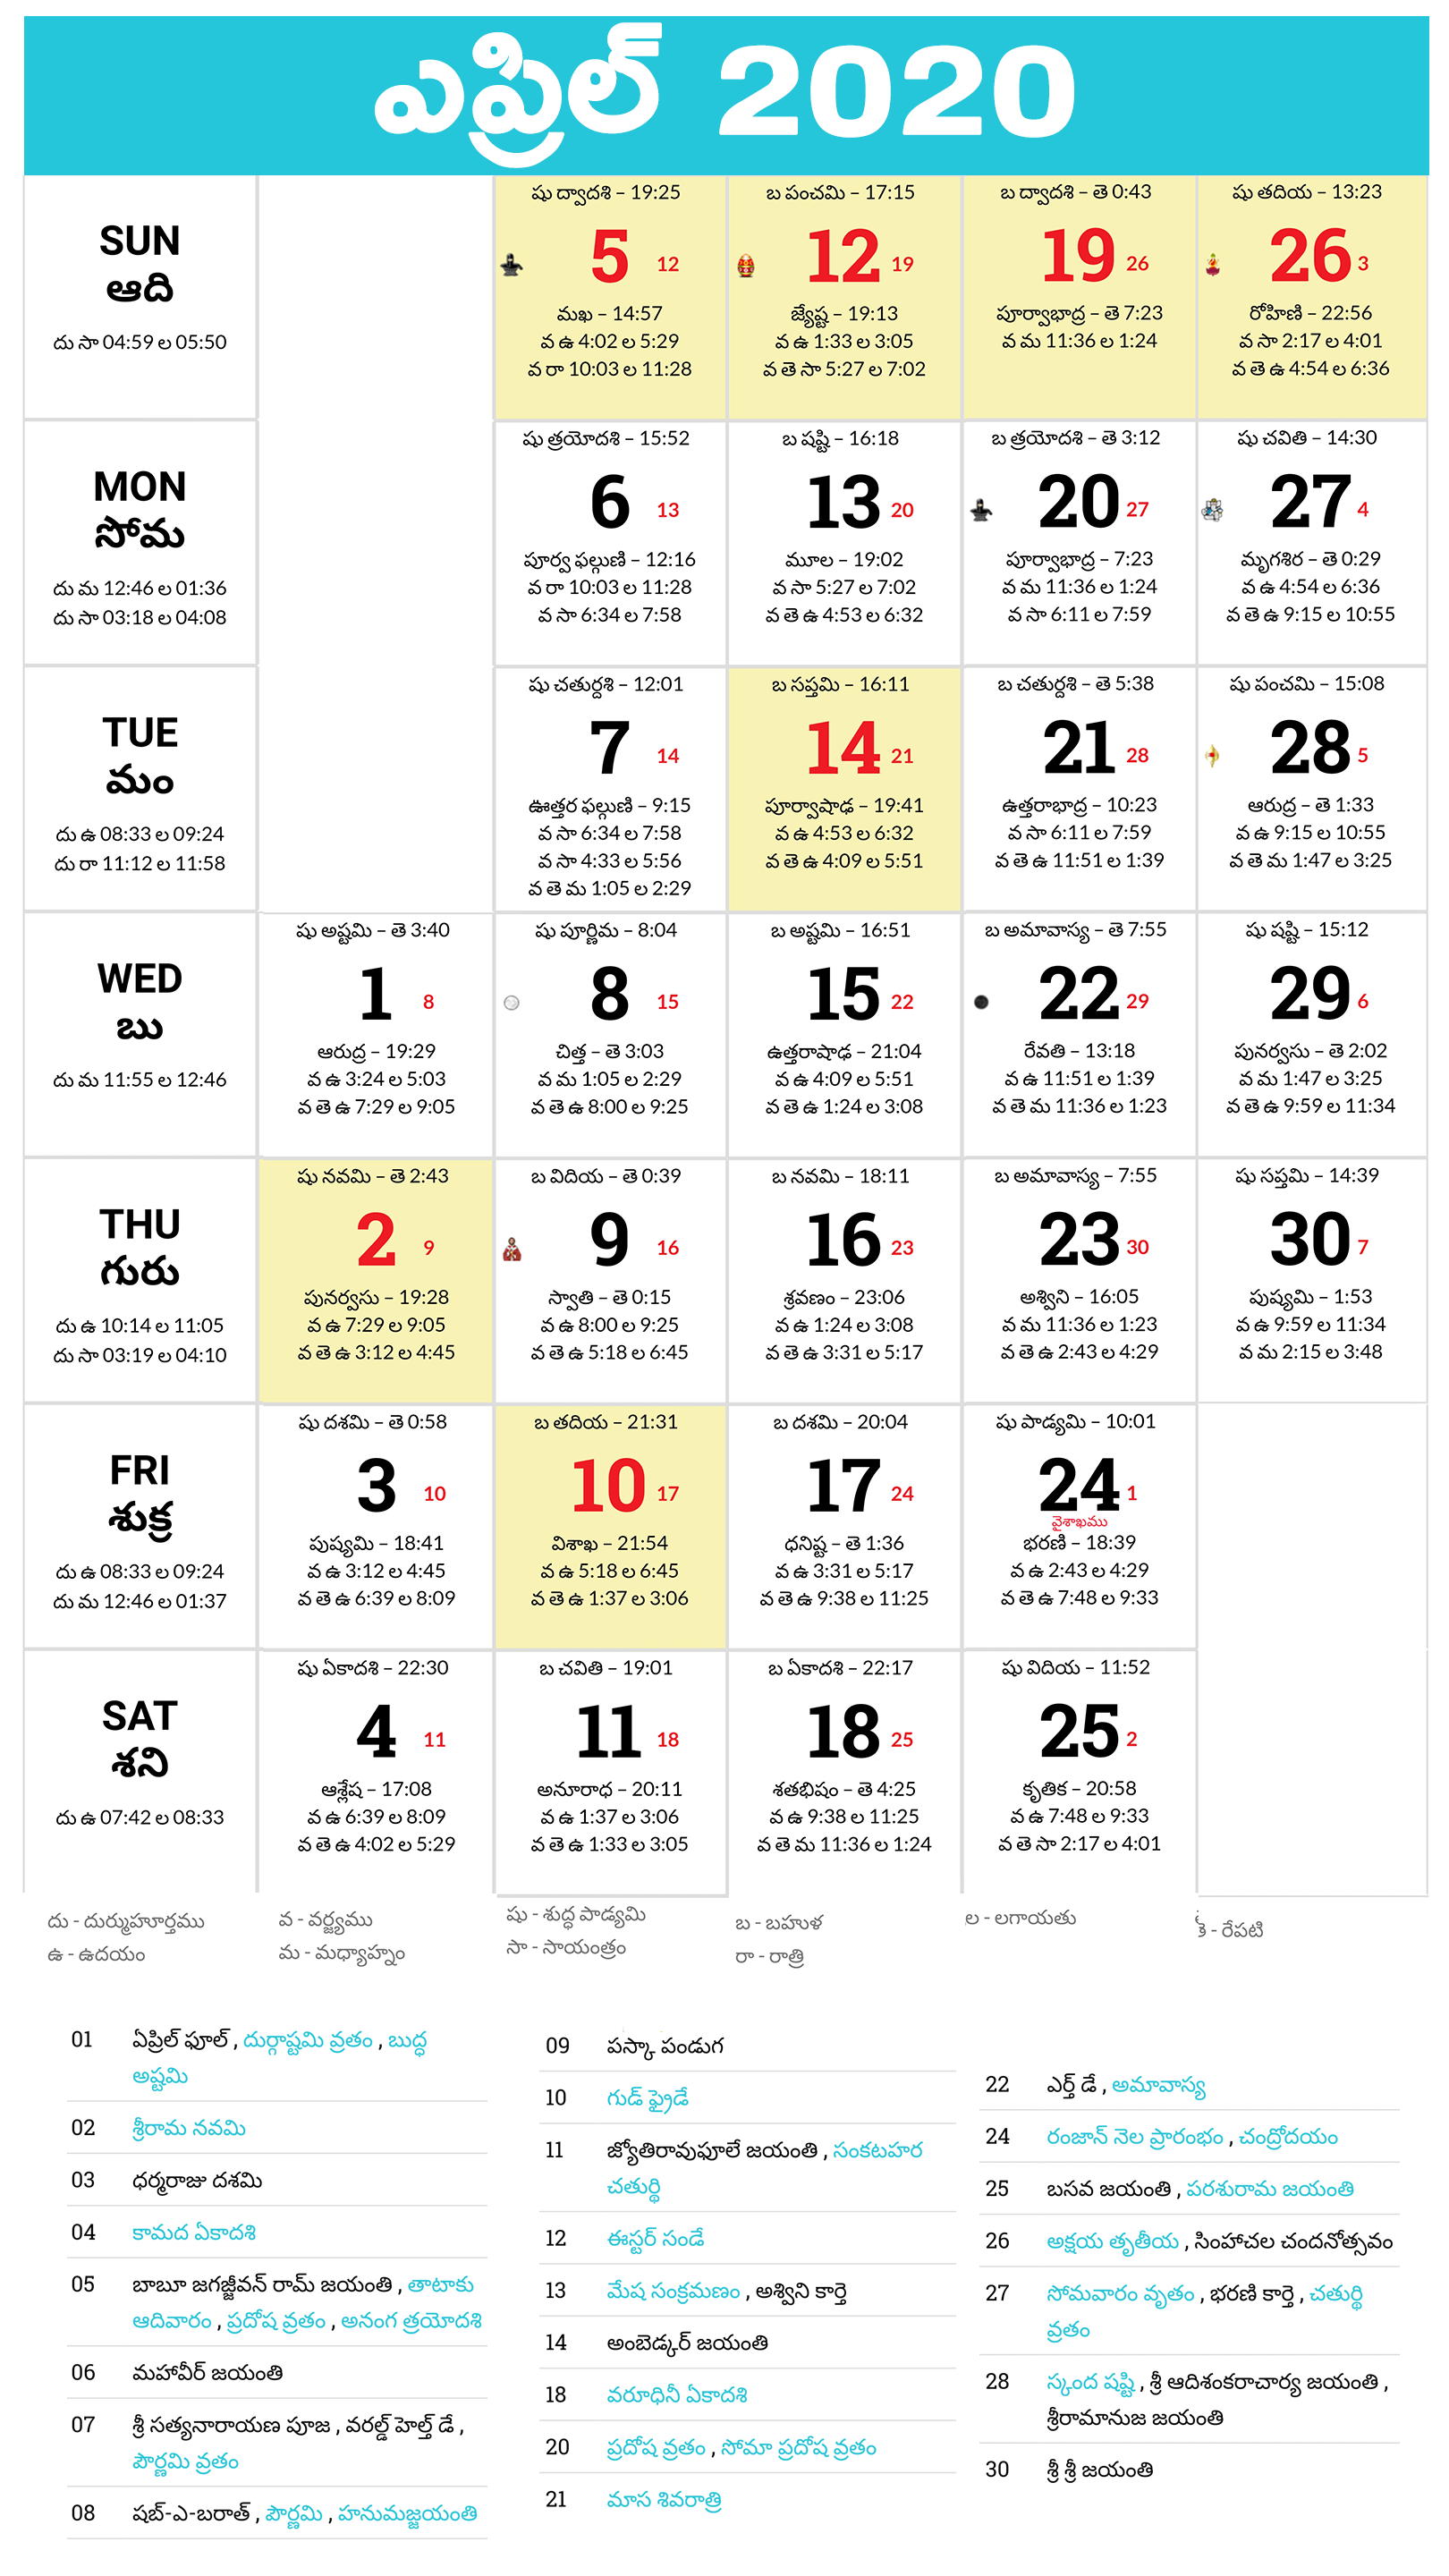 ఎప్రిల్ 2020
SUN
ఆది
దు సా 04:59 ల 05:50
షు ద్వాదశి – 19:25
5 12
మఖ – 14:57
వ ఉ 4:02 ల 5:29
వ రా 10:03 ల 11:28
బ పంచమి – 17:15
12 19
జ్యేష్ట – 19:13
వ ఉ 1:33 ల 3:05
వ తె సా 5:27 ల 7:02
బ ద్వాదశి – తె 0:43
19 26
పూర్వాభాద్ర – తె 7:23
వ మ 11:36 ల 1:24
షు తదియ – 13:23
26 3
రోహిణి – 22:56
వ సా 2:17 ల 4:01
వ తె ఉ 4:54 ల 6:36
MON
సోమ
దు మ 12:46 ల 01:36
దు సా 03:18 ల 04:08
షు త్రయోదశి – 15:52
6 13
పూర్వ ఫల్గుణి – 12:16
వ రా 10:03 ల 11:28
వ సా 6:34 ల 7:58
బ షష్టి – 16:18
13 20
మూల – 19:02
వ సా 5:27 ల 7:02
వ తె ఉ 4:53 ల 6:32
బ త్రయోదశి – తె 3:12
20 27
పూర్వాభాద్ర – 7:23
వ మ 11:36 ల 1:24
వ సా 6:11 ల 7:59
షు చవితి – 14:30
27 4
మృగశిర – తె 0:29
వ ఉ 4:54 ల 6:36
వ తె ఉ 9:15 ల 10:55
TUE
మం
దు ఉ 08:33 ల 09:24
దు రా 11:12 ల 11:58
షు చతుర్దశి – 12:01
7 14
ఊత్తర ఫల్గుణి – 9:15
వ సా 6:34 ల 7:58
వ సా 4:33 ల 5:56
వ తె మ 1:05 ల 2:29
బ సప్తమి – 16:11
14 21
పూర్వాషాఢ – 19:41
వ ఉ 4:53 ల 6:32
వ తె ఉ 4:09 ల 5:51
బ చతుర్దశి – తె 5:38
21 28
ఉత్తరాభాద్ర – 10:23
వ సా 6:11 ల 7:59
వ తె ఉ 11:51 ల 1:39
షు పంచమి – 15:08
28 5
ఆరుద్ర – తె 1:33
వ ఉ 9:15 ల 10:55
వ తె మ 1:47 ల 3:25
WED
బు
దు మ 11:55 ల 12:46
షు అష్టమి – తె 3:40
1 8
ఆరుద్ర – 19:29
వ ఉ 3:24 ల 5:03
వ తె ఉ 7:29 ల 9:05
షు పూర్ణిమ – 8:04
8 15
చిత్త – తె 3:03
వ మ 1:05 ల 2:29
వ తె ఉ 8:00 ల 9:25
బ అష్టమి – 16:51
15 22
ఉత్తరాషాఢ – 21:04
వ ఉ 4:09 ల 5:51
వ తె ఉ 1:24 ల 3:08
బ అమావాస్య – తె 7:55
22 29
రేవతి – 13:18
వ ఉ 11:51 ల 1:39
వ తె మ 11:36 ల 1:23
షు షష్టి – 15:12
29 6
పునర్వసు – తె 2:02
వ మ 1:47 ల 3:25
వ తె ఉ 9:59 ల 11:34
THU
గురు
దు ఉ 10:14 ల 11:05
దు సా 03:19 ల 04:10
షు నవమి – తె 2:43
2 9
పునర్వసు – 19:28
వ ఉ 7:29 ల 9:05
వ తె ఉ 3:12 ల 4:45
బ విదియ – తె 0:39
9 16
స్వాతి – తె 0:15
వ ఉ 8:00 ల 9:25
వ తె ఉ 5:18 ల 6:45
బ నవమి – 18:11
16 23
శ్రవణం – 23:06
వ ఉ 1:24 ల 3:08
వ తె ఉ 3:31 ల 5:17
బ అమావాస్య – 7:55
23 30
అశ్విని – 16:05
వ మ 11:36 ల 1:23
వ తె ఉ 2:43 ల 4:29
షు సప్తమి – 14:39
30 7
పుష్యమి – 1:53
వ ఉ 9:59 ల 11:34
వ మ 2:15 ల 3:48
FRI
శుక్ర
దు ఉ 08:33 ల 09:24
దు మ 12:46 ల 01:37
షు దశమి – తె 0:58
3 10
పుష్యమి – 18:41
వ ఉ 3:12 ల 4:45
వ తె ఉ 6:39 ల 8:09
బ తదియ – 21:31
10 17
విశాఖ – 21:54
వ ఉ 5:18 ల 6:45
వ తె ఉ 1:37 ల 3:06
బ దశమి – 20:04
17 24
ధనిష్ట – తె 1:36
వ ఉ 3:31 ల 5:17
వ తె ఉ 9:38 ల 11:25
షు పాడ్యమి – 10:01
24 1
వైశాఖము
భరణి – 18:39
వ ఉ 2:43 ల 4:29
వ తె ఉ 7:48 ల 9:33
SAT
శని
దు ఉ 07:42 ల 08:33
షు ఏకాదశి – 22:30
4 11
ఆశ్లేష – 17:08
వ ఉ 6:39 ల 8:09
వ తె ఉ 4:02 ల 5:29
బ చవితి – 19:01
11 18
అనూరాధ – 20:11
వ ఉ 1:37 ల 3:06
వ తె ఉ 1:33 ల 3:05
బ ఏకాదశి – 22:17
18 25
శతభిషం – తె 4:25
వ ఉ 9:38 ల 11:25
వ తె మ 11:36 ల 1:24
షు విదియ – 11:52
25 2
కృతిక – 20:58
వ ఉ 7:48 ల 9:33
వ తె సా 2:17 ల 4:01
దు - దుర్ముహూర్తము
ఉ - ఉదయం
వ - వర్జ్యము
మ - మధ్యాహ్నం
షు - శుద్ధ పాడ్యమి
సా - సాయంత్రం
బ - బహుళ
రా - రాత్రి
ల - లగాయతు
తె - రేపటి
01 ఏప్రిల్ ఫూల్ , దుర్గాష్టమి వ్రతం , బుద్ధ
అష్టమి
02 శ్రీరామ నవమి
03 ధర్మరాజు దశమి
04 కామద ఏకాదశి
05 బాబూ జగజ్జీవన్ రామ్ జయంతి , తాటాకు
ఆదివారం , ప్రదోష వ్రతం , అనంగ త్రయోదశి
06 మహావీర్ జయంతి
07 శ్రీ సత్యనారాయణ పూజ , వరల్డ్ హెల్త్ డే ,
పౌర్ణమి వ్రతం
08 షబ్-ఎ-బరాత్ , పౌర్ణమి , హనుమజ్జయంతి
09 పస్కా పండుగ
10 గుడ్ ఫ్రైడే
11 జ్యోతిరావుఫూలే జయంతి , సంకటహర
చతుర్థి
12 ఈస్టర్ సండే
13 మేష సంక్రమణం , అశ్విని కార్తె
14 అంబెడ్కర్ జయంతి
18 వరూధినీ ఏకాదశి
20 ప్రదోష వ్రతం , సోమా ప్రదోష వ్రతం
21 మాస శివరాత్రి
22 ఎర్త్ డే , అమావాస్య
24 రంజాన్ నెల ప్రారంభం , చంద్రోదయం
25 బసవ జయంతి , పరశురామ జయంతి
26 అక్షయ తృతీయ , సింహాచల చందనోత్సవం
27 సోమవారం వృతం , భరణి కార్తె , చతుర్థి
వ్రతం
28 స్కంద షష్టి , శ్రీ ఆదిశంకరాచార్య జయంతి ,
శ్రీరామానుజ జయంతి
30 శ్రీ శ్రీ జయంతి